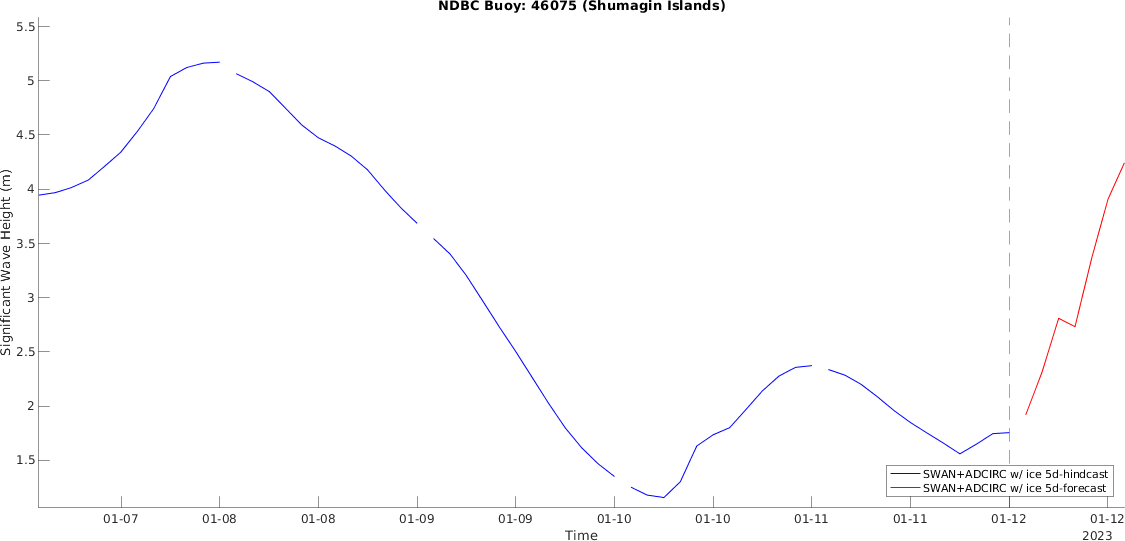 NDBC Buoy: 46075 (Shumagin Islands)
5.5
5
4.5
4
3.5
3
2.5
2
1.5
Significant Wave Height (m)
SWAN+ADCIRC w/ ice 5d-hindcast
SWAN+ADCIRC w/ ice 5d-forecast
01-07 01-08 01-08 01-09 01-09 01-10 01-10 01-11 01-11 01-12 01-12
Time
2023